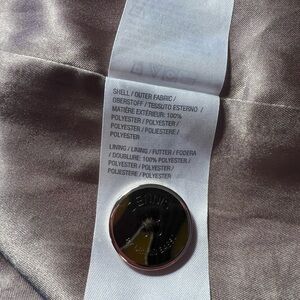 SHELL / OUTER FABRIC /
OBERSTOFF / TESSUTO ESTERNO /
MATIÈRE EXTÉRIEUR: 100%
POLYESTER / POLYESTER /
POLYESTER / POLIESTERE /
POLYESTER
LINING / LINING / FUTTER / FODERA
/ DOUBLURE: 100% POLYESTER /
POLYESTER / POLYESTER /
POLIESTERE / POLYESTER